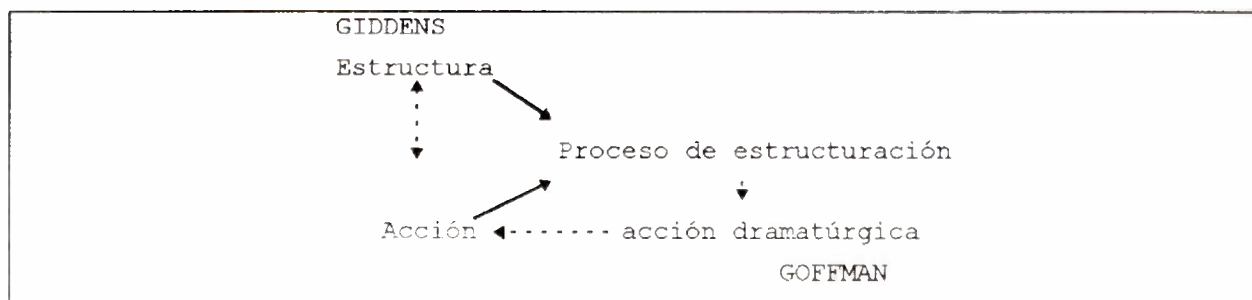 GIDDENS
Estructura
Proceso de estructuración
Acción
acción dramatúrgica
GOFFMAN